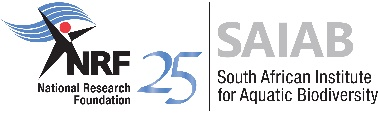 NRF
National Research
Foundation
25
SAIAB
South African Institute
for Aquatic Biodiversity